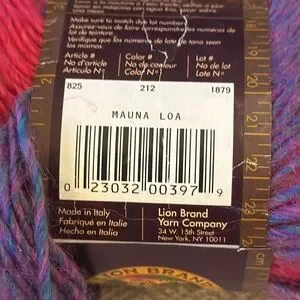 Make sure to match dye lot number.
Assurez-vous de faire correspondre les numéros de lot de teinture.
Verifique que los números de lote de tono sean los mismos.
Article # Color # Lot #
No d'article No de couleur No de lot
Artículo N° Color N° Lote N°
825 212 1879
MAUNA LOA
0 23032 00397 9
Made in Italy
Fabriqué en Italie
Hecho en Italia
Lion Brand
Yarn Company
34 W. 15th Street
New York, NY 10011
LION BRAND